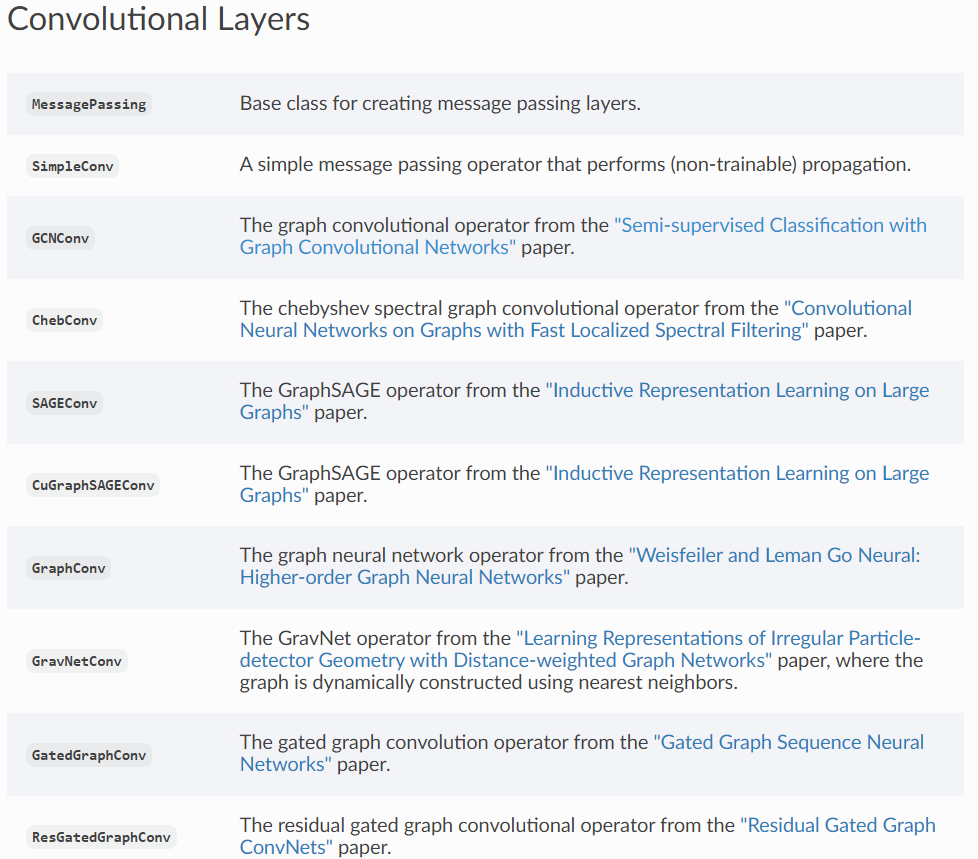 Convolutional Layers
MessagePassing
Base class for creating message passing layers.
SimpleConv
A simple message passing operator that performs (non-trainable) propagation.
GCNConv
The graph convolutional operator from the "Semi-supervised Classification with
Graph Convolutional Networks" paper.
ChebConv
The chebyshev spectral graph convolutional operator from the "Convolutional
Neural Networks on Graphs with Fast Localized Spectral Filtering" paper.
SAGEConv
The GraphSAGE operator from the "Inductive Representation Learning on Large
Graphs" paper.
CuGraphSAGEConv
The GraphSAGE operator from the "Inductive Representation Learning on Large
Graphs" paper.
GraphConv
The graph neural network operator from the "Weisfeiler and Leman Go Neural:
Higher-order Graph Neural Networks" paper.
GravNetConv
The GravNet operator from the "Learning Representations of Irregular Particle-
detector Geometry with Distance-weighted Graph Networks" paper, where the
graph is dynamically constructed using nearest neighbors.
GatedGraphConv
The gated graph convolution operator from the "Gated Graph Sequence Neural
Networks" paper.
ResGatedGraphConv
The residual gated graph convolutional operator from the "Residual Gated Graph
ConvNets" paper.